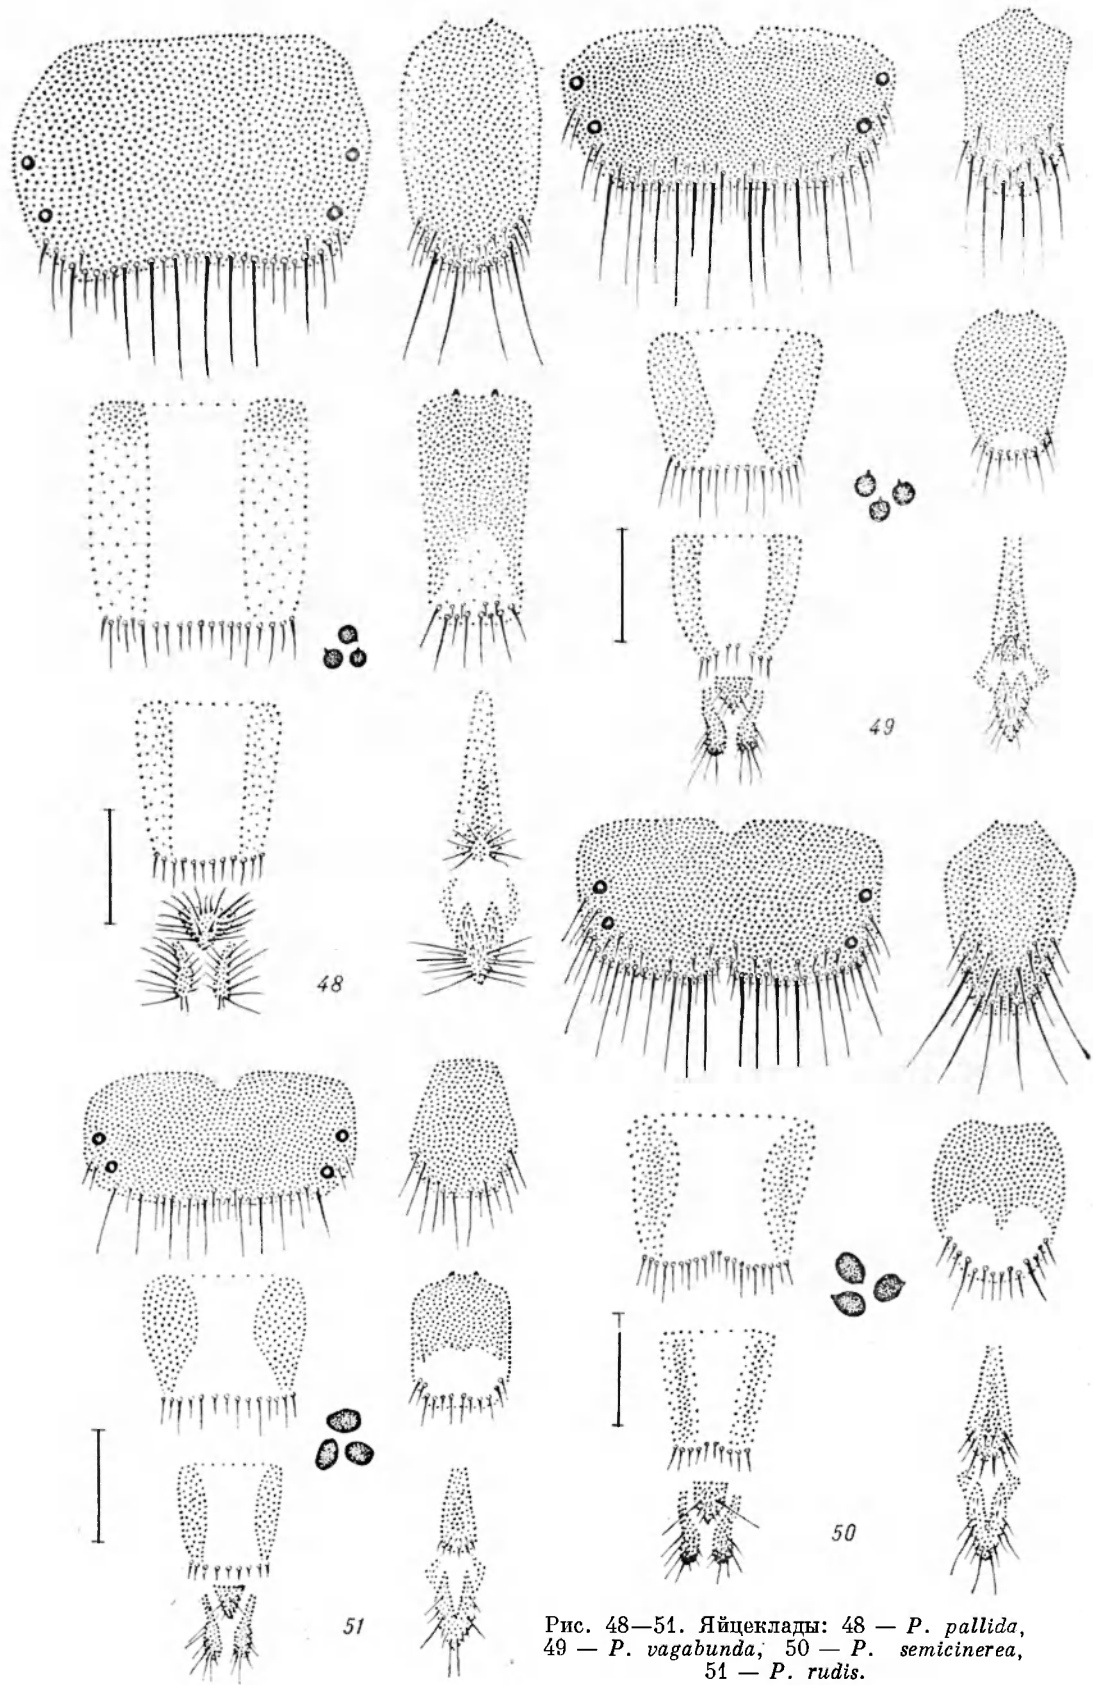 49
48
50
51
Рис. 48—51. Яйцеклады: 48 — P. pallida,
49 — P. vagabunda, 50 — P. semicinerea,
51 — P. rudis.